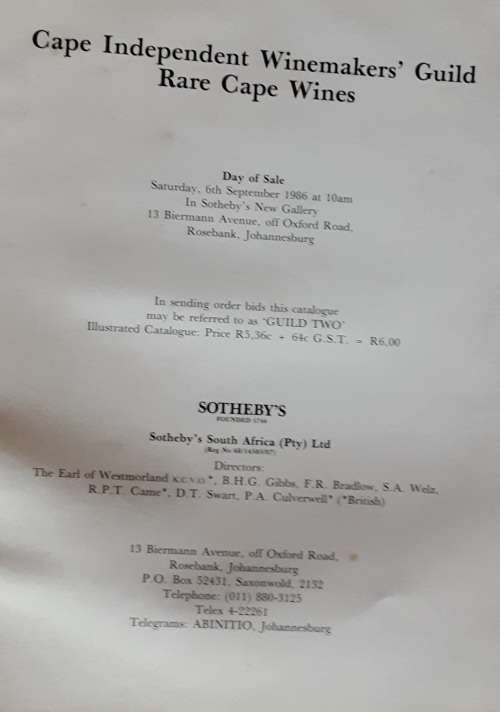 Cape Independent Winemakers' Guild
Rare Cape Wines
Day of Sale
Saturday, 6th September 1986 at 10am
In Sotheby's New Gallery
13 Biermann Avenue, off Oxford Road,
Rosebank, Johannesburg
In sending order bids this catalogue
may be referred to as 'GUILD TWO'
Illustrated Catalogue: Price R5,36c + 64c G.S.T. = R6,00
SOTHEBY'S
FOUNDED 1744
Sotheby's South Africa (Pty) Ltd
(Reg No
Directors:
The Earl of Westmorland K.C.V.O.*, B.H.G. Gibbs, F.R. Bradlow, S.A. Welz,
R.P.T. Came*, D.T. Swart, P.A. Culverwell* (*British)
13 Biermann Avenue, off Oxford Road,
Rosebank, Johannesburg
P.O. Box 52431, Saxonwold, 2132
Telephone: (011) 880-3125
Telex 4-22261
Telegrams: ABINITIO, Johannesburg